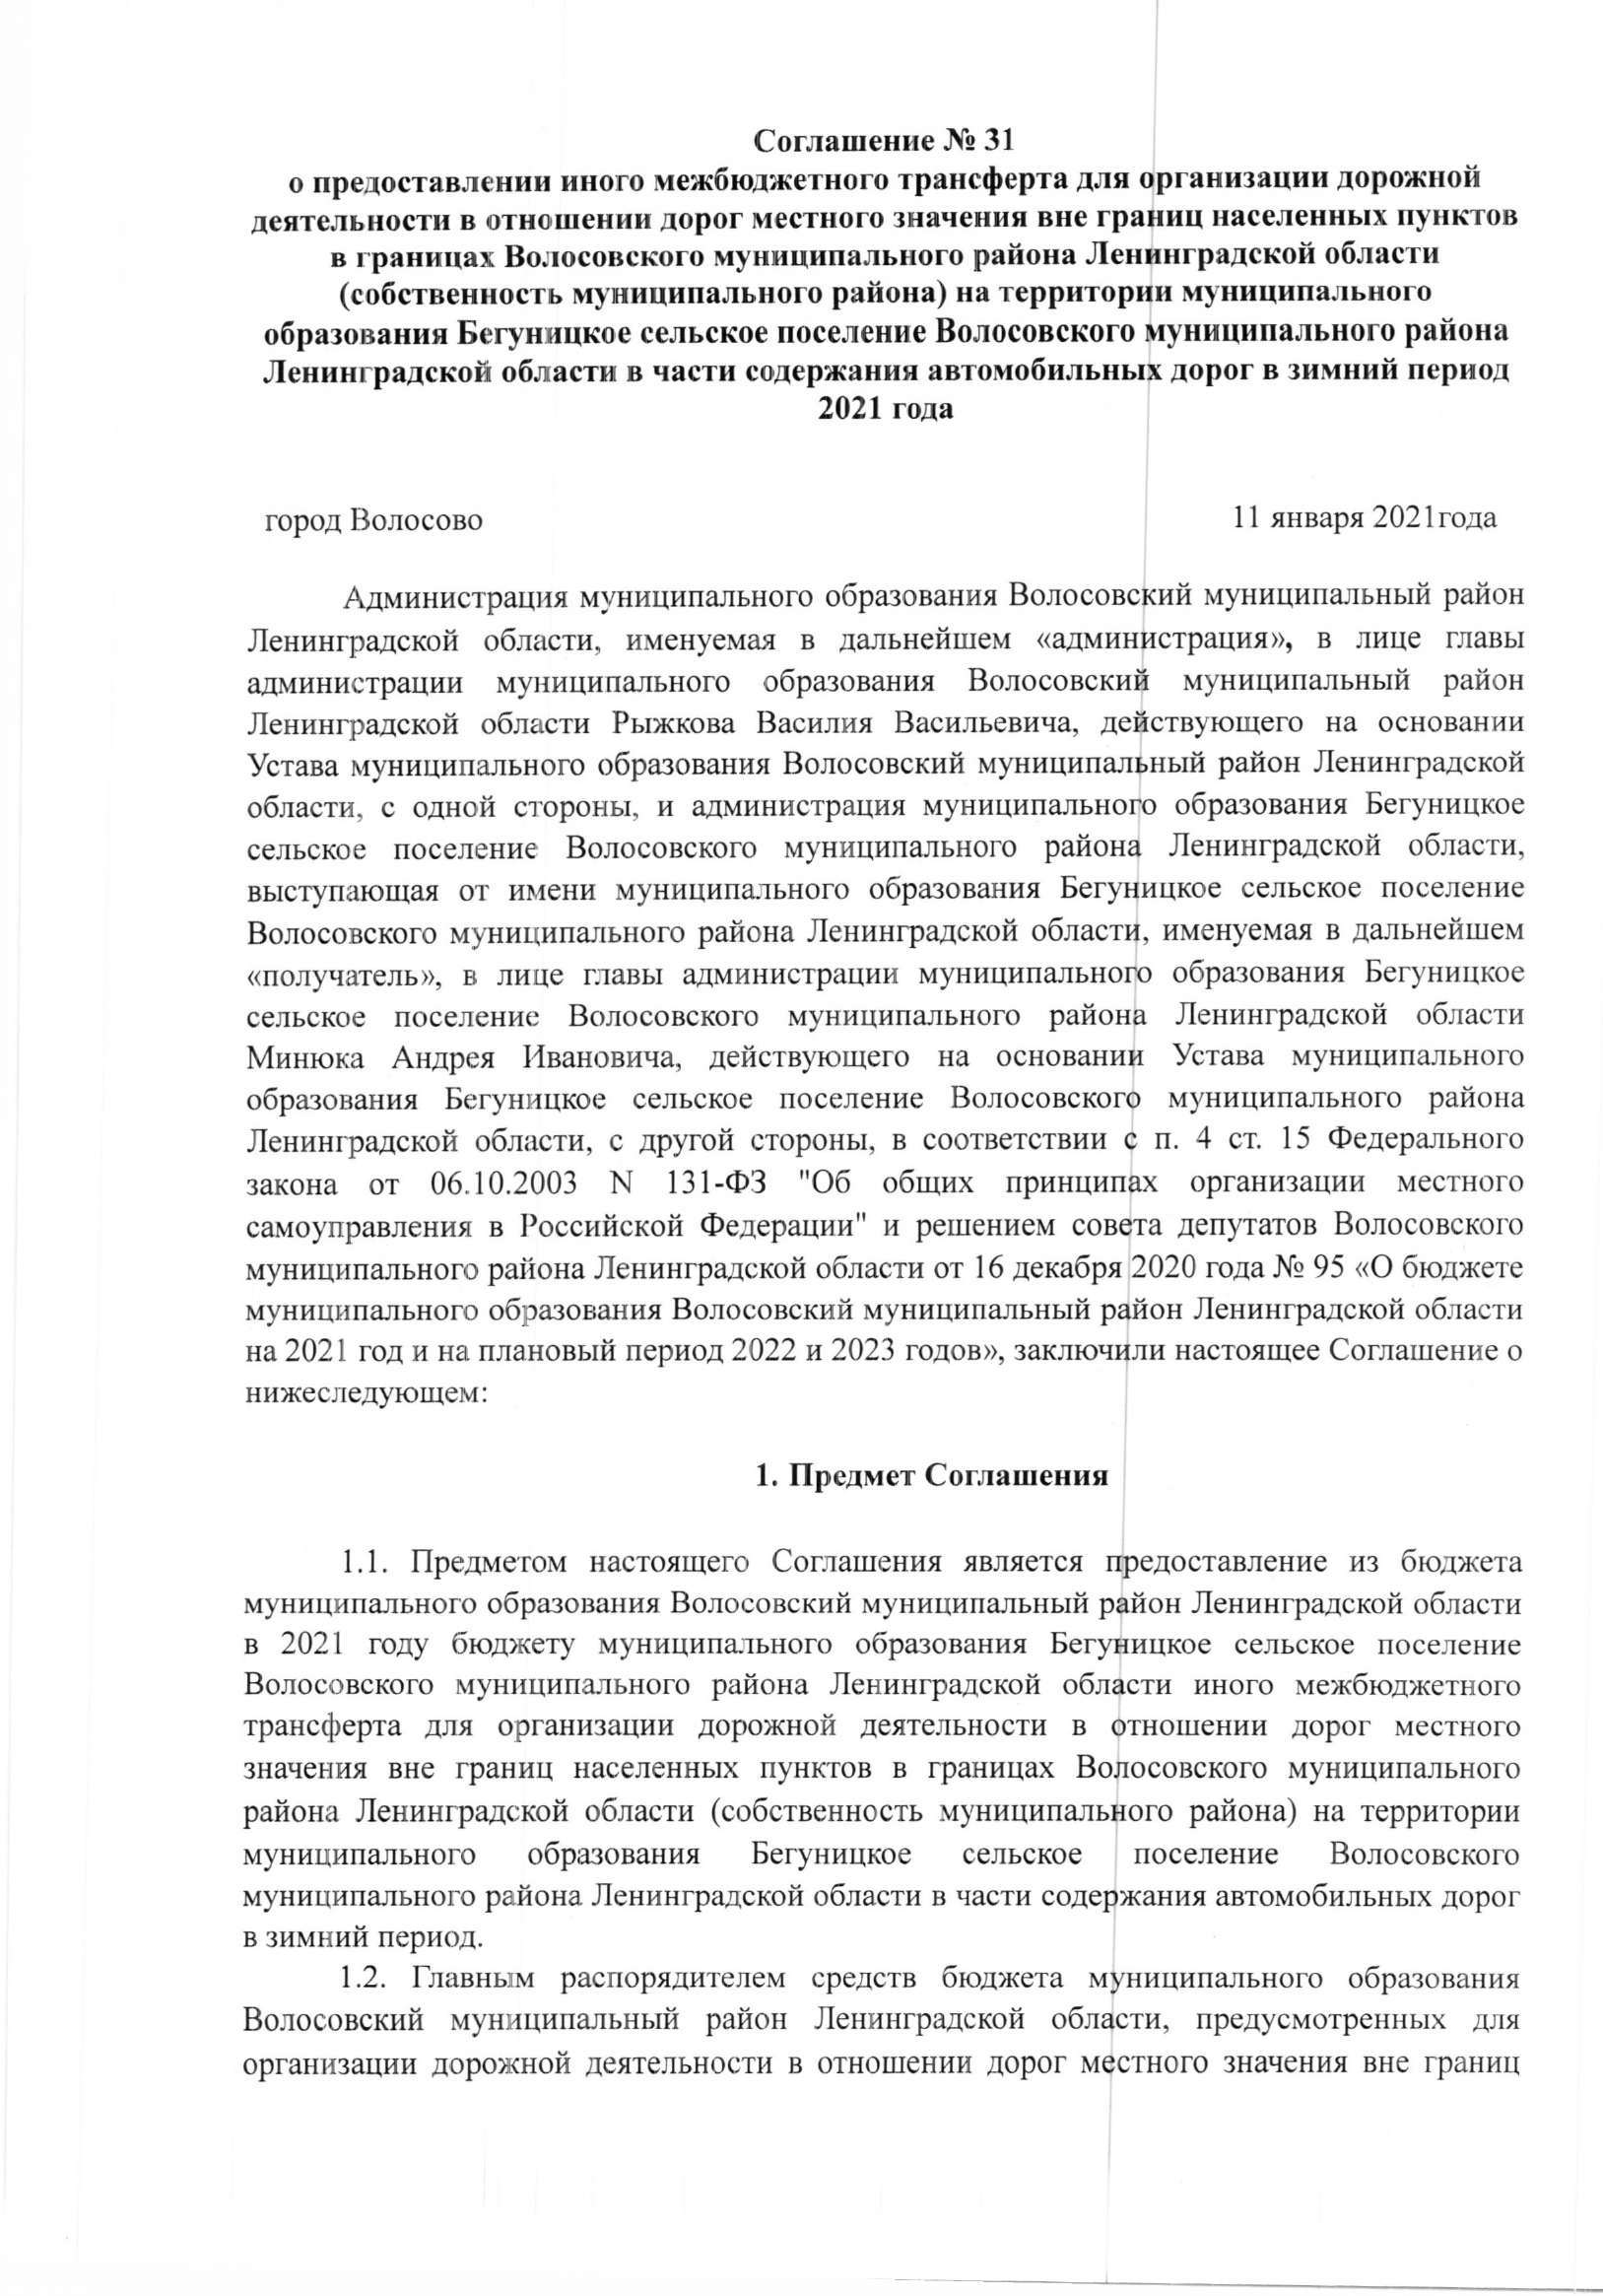 Соглашение № 31
о предоставлении иного межбюджетного трансферта для организации дорожной
деятельности в отношении дорог местного значения вне границ населенных пунктов
в границах Волосовского муниципального района Ленинградской области
(собственность муниципального района) на территории муниципального
образования Бегуницкое сельское поселение Волосовского муниципального района
Ленинградской области в части содержания автомобильных дорог в зимний период
2021 года
город Волосово 11 января 2021года
Администрация муниципального образования Волосовский муниципальный район
Ленинградской области, именуемая в дальнейшем «администрация», в лице главы
администрации муниципального образования Волосовский муниципальный район
Ленинградской области Рыжкова Василия Васильевича, действующего на основании
Устава муниципального образования Волосовский муниципальный район Ленинградской
области, с одной стороны, и администрация муниципального образования Бегуницкое
сельское поселение Волосовского муниципального района Ленинградской области,
выступающая от имени муниципального образования Бегуницкое сельское поселение
Волосовского муниципального района Ленинградской области, именуемая в дальнейшем
«получатель», в лице главы администрации муниципального образования Бегуницкое
сельское поселение Волосовского муниципального района Ленинградской области
Минюка Андрея Ивановича, действующего на основании Устава муниципального
образования Бегуницкое сельское поселение Волосовского муниципального района
Ленинградской области, с другой стороны, в соответствии с п. 4 ст. 15 Федерального
закона от 06.10.2003 N 131-ФЗ "Об общих принципах организации местного
самоуправления в Российской Федерации" и решением совета депутатов Волосовского
муниципального района Ленинградской области от 16 декабря 2020 года № 95 «О бюджете
муниципального образования Волосовский муниципальный район Ленинградской области
на 2021 год и на плановый период 2022 и 2023 годов», заключили настоящее Соглашение о
нижеследующем:
1. Предмет Соглашения
1.1. Предметом настоящего Соглашения является предоставление из бюджета
муниципального образования Волосовский муниципальный район Ленинградской области
в 2021 году бюджету муниципального образования Бегуницкое сельское поселение
Волосовского муниципального района Ленинградской области иного межбюджетного
трансферта для организации дорожной деятельности в отношении дорог местного
значения вне границ населенных пунктов в границах Волосовского муниципального
района Ленинградской области (собственность муниципального района) на территории
муниципального образования Бегуницкое сельское поселение Волосовского
муниципального района Ленинградской области в части содержания автомобильных дорог
в зимний период.
1.2. Главным распорядителем средств бюджета муниципального образования
Волосовский муниципальный район Ленинградской области, предусмотренных для
организации дорожной деятельности в отношении дорог местного значения вне границ